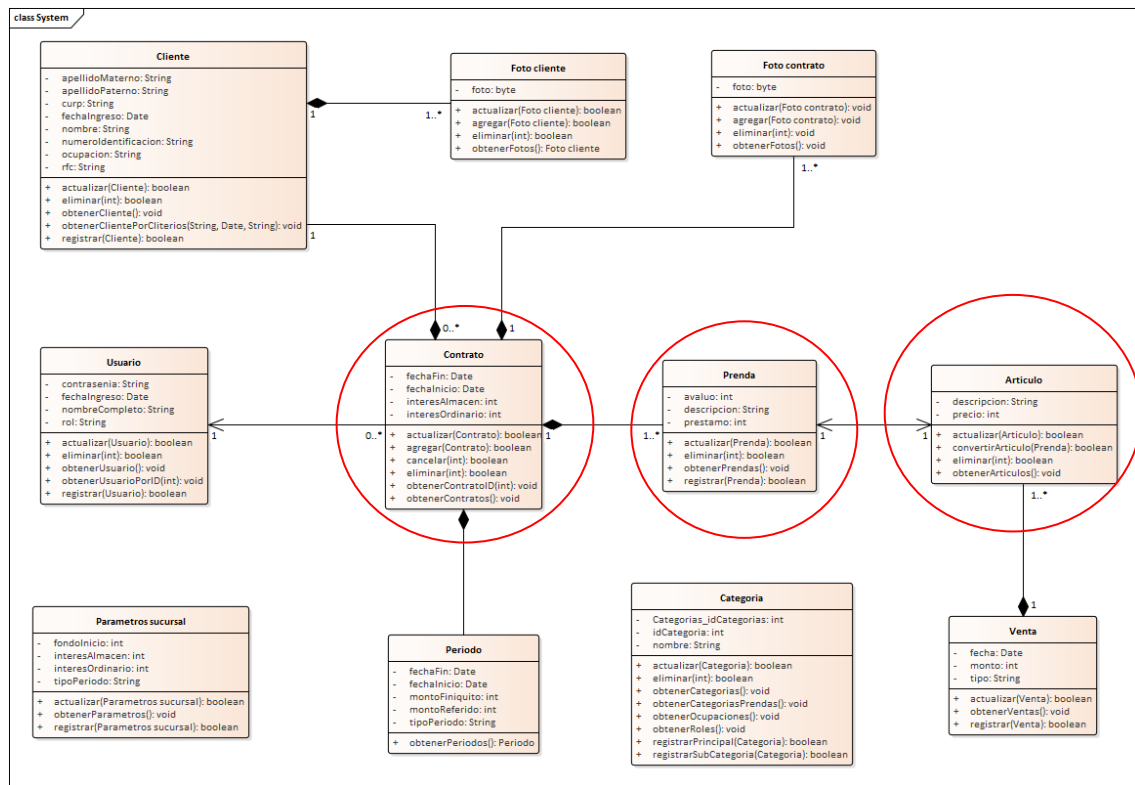 class System
Cliente
- apellidoMaterno: String
- apellidoPaterno: String
- curp: String
- fechaIngreso: Date
- nombre: String
- numeroIdentificacion: String
- ocupacion: String
- rfc: String
+ actualizar(Cliente): boolean
+ eliminar(int): boolean
+ obtenerCliente(): void
+ obtenerClientePorCliterios(String, Date, String): void
+ registrar(Cliente): boolean
1
1..*
1
Foto cliente
- foto: byte
+ actualizar(Foto cliente): boolean
+ agregar(Foto cliente): boolean
+ eliminar(int): boolean
+ obtenerFotos(): Foto cliente
Foto contrato
- foto: byte
+ actualizar(Foto contrato): void
+ agregar(Foto contrato): void
+ eliminar(int): void
+ obtenerFotos(): void
1..*
0..*
1
Usuario
- contrasenia: String
- fechaIngreso: Date
- nombreCompleto: String
- rol: String
+ actualizar(Usuario): boolean
+ eliminar(int): boolean
+ obtenerUsuario(): void
+ obtenerUsuarioPorID(int): void
+ registrar(Usuario): boolean
1
0..*
Contrato
- fechaFin: Date
- fechaInicio: Date
- interesAlmacen: int
- interesOrdinario: int
+ actualizar(Contrato): boolean
+ agregar(Contrato): boolean
+ cancelar(int): boolean
+ eliminar(int): boolean
+ obtenerContratoID(int): void
+ obtenerContratos(): void
1
1..*
Prenda
- avaluo: int
- descripcion: String
- prestamo: int
+ actualizar(Prenda): boolean
+ eliminar(int): boolean
+ obtenerPrendas(): void
+ registrar(Prenda): boolean
1
1
Articulo
- descripcion: String
- precio: int
+ actualizar(Articulo): boolean
+ convertirArticulo(Prenda): boolean
+ eliminar(int): boolean
+ obtenerArticulos(): void
1..*
1
Parametros sucursal
- fondoInicio: int
- interesAlmacen: int
- interesOrdinario: int
- tipoPeriodo: String
+ actualizar(Parametros sucursal): boolean
+ obtenerParametros(): void
+ registrar(Parametros sucursal): boolean
Periodo
- fechaFin: Date
- fechaInicio: Date
- montoFiniquito: int
- montoReferido: int
- tipoPeriodo: String
+ obtenerPeriodos(): Periodo
Categoria
- Categorias_idCategorias: int
- idCategoria: int
- nombre: String
+ actualizar(Categoria): boolean
+ eliminar(int): boolean
+ obtenerCategorias(): void
+ obtenerCategoriasPrendas(): void
+ obtenerOcupaciones(): void
+ obtenerRoles(): void
+ registrarPrincipal(Categoria): boolean
+ registrarSubCategoria(Categoria): boolean
Venta
- fecha: Date
- monto: int
- tipo: String
+ actualizar(Venta): boolean
+ obtenerVentas(): void
+ registrar(Venta): boolean